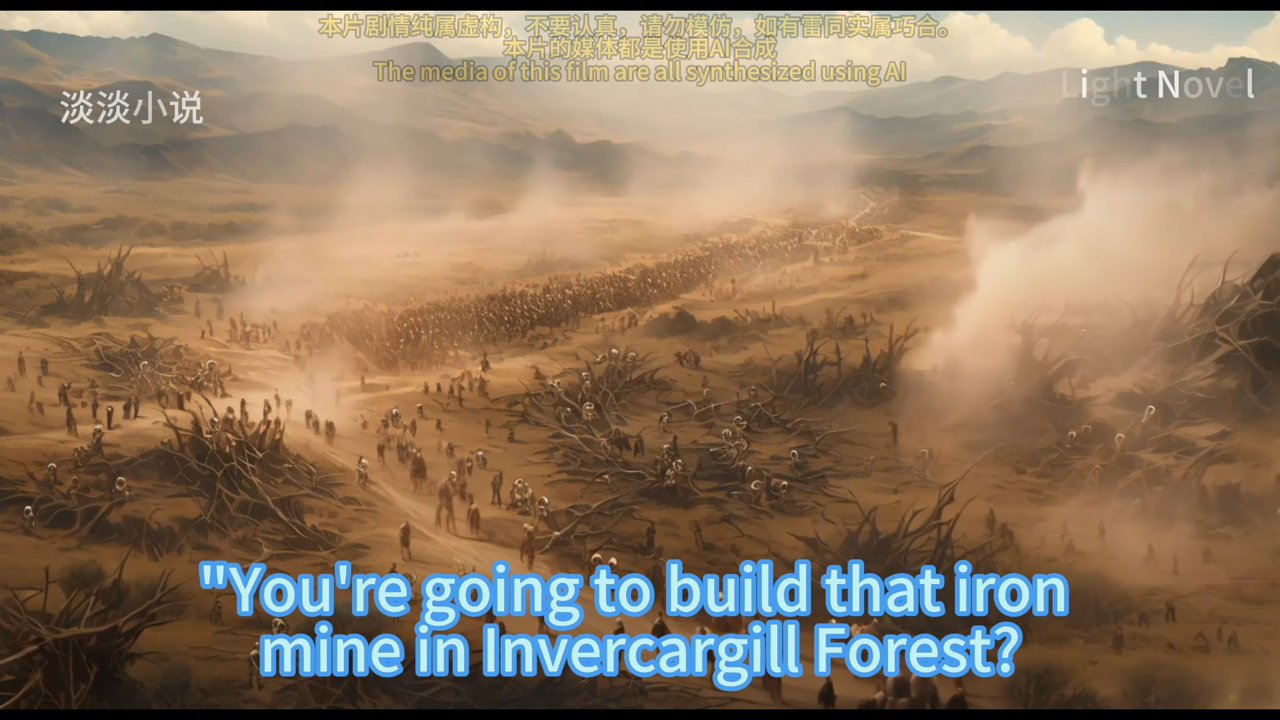 本片剧情纯属虚构，不要认真，请勿模仿，如有雷同实属巧合。
本片的媒体都是使用AI合成
The media of this film are all synthesized using AI
淡淡小说
Light Novel
"You're going to build that iron
mine in Invercargill Forest?